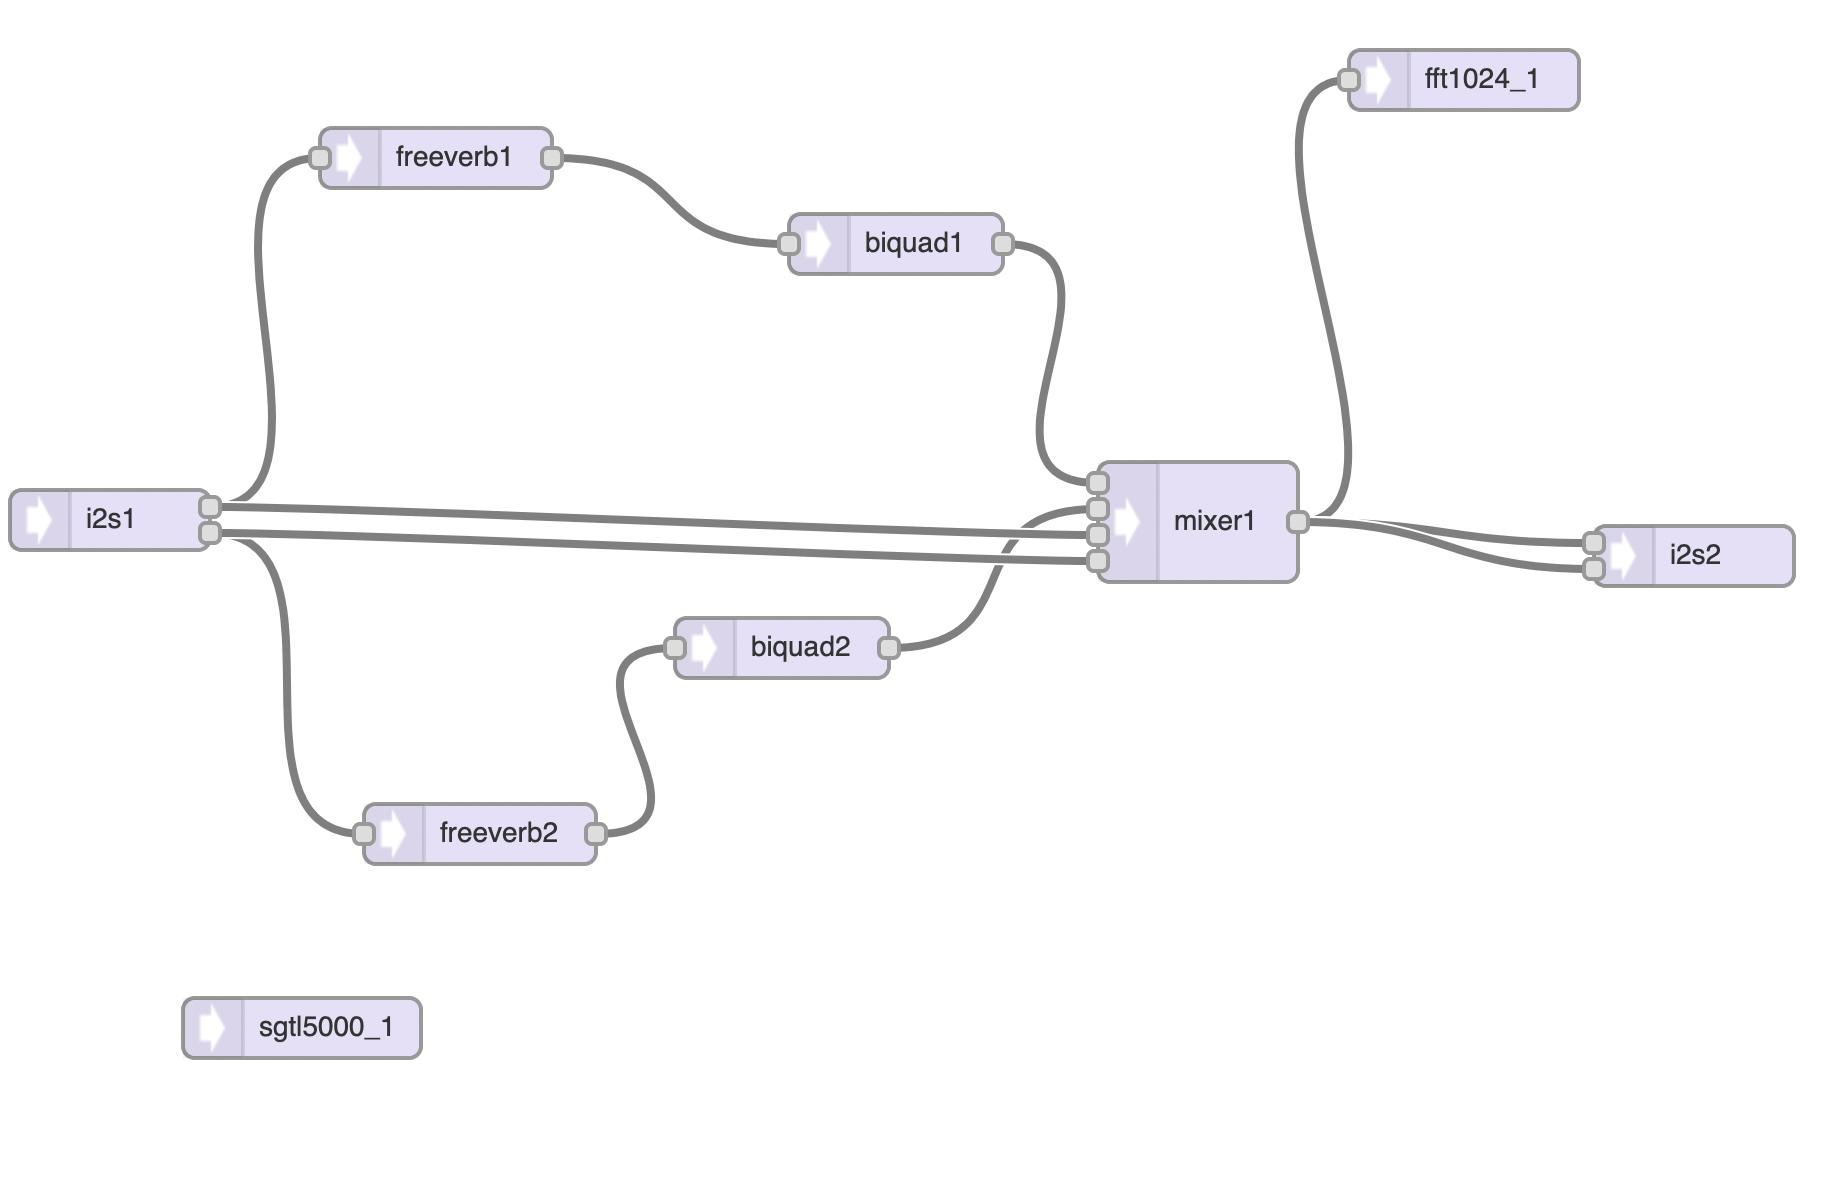 fft1024_1
freeverb1
biquad1
i2s1
mixer1
i2s2
biquad2
freeverb2
sgtl5000_1